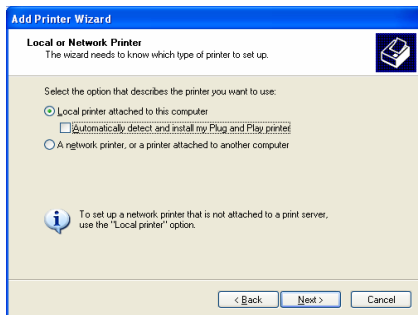 Add Printer Wizard
Local or Network Printer
The wizard needs to know which type of printer to set up.
Select the option that describes the printer you want to use:
Local printer attached to this computer
Automatically detect and install my Plug and Play printer
A network printer, or a printer attached to another computer
To set up a network printer that is not attached to a print server,
use the "Local printer" option.
< Back Next > Cancel